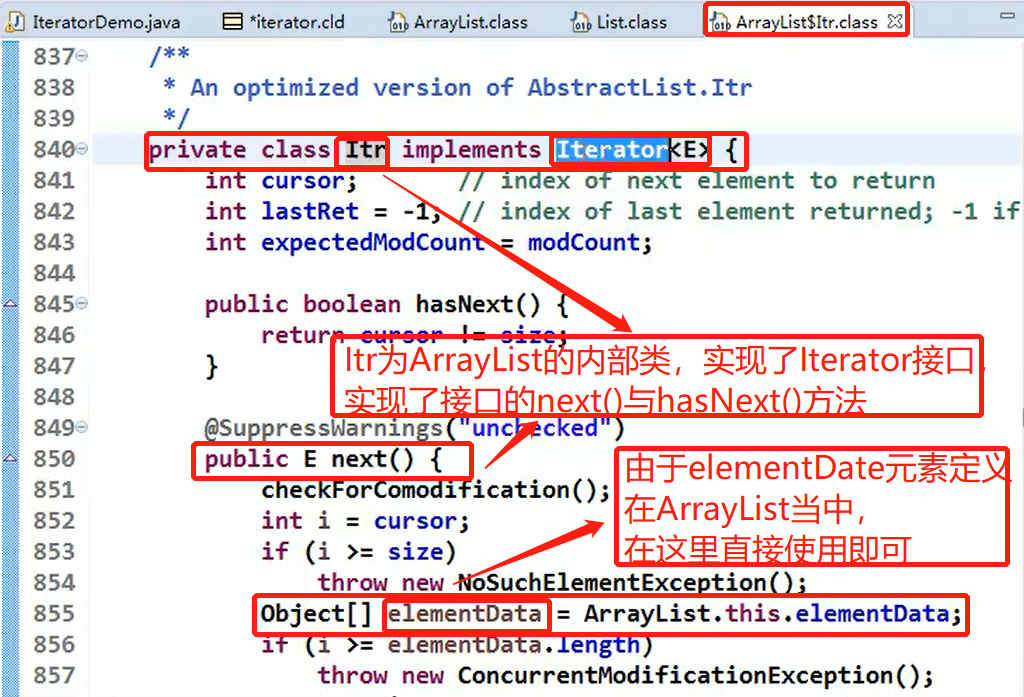 IteratorDemo.java *iterator.cld ArrayList.class List.class ArrayList$Itr.class
837 /**
838 * An optimized version of AbstractList.Itr
839 */
840 private class Itr implements Iterator<E> {
841 int cursor; // index of next element to return
842 int lastRet = -1; // index of last element returned; -1 if
843 int expectedModCount = modCount;
844
845 public boolean hasNext() {
846 return cursor != size;
Itr为ArrayList的内部类，实现了Iterator接口，
847 }
实现了接口的next()与hasNext()方法
848
849 @SuppressWarnings("unchecked")
850 public E next() {
由于elementDate元素定义
851 checkForComodification();
852 int i = cursor;
在ArrayList当中，
853 if (i >= size)
在这里直接使用即可
854 throw new NoSuchElementException();
855 Object[] elementData = ArrayList.this.elementData;
856 if (i >= elementData.length)
857 throw new ConcurrentModificationException();